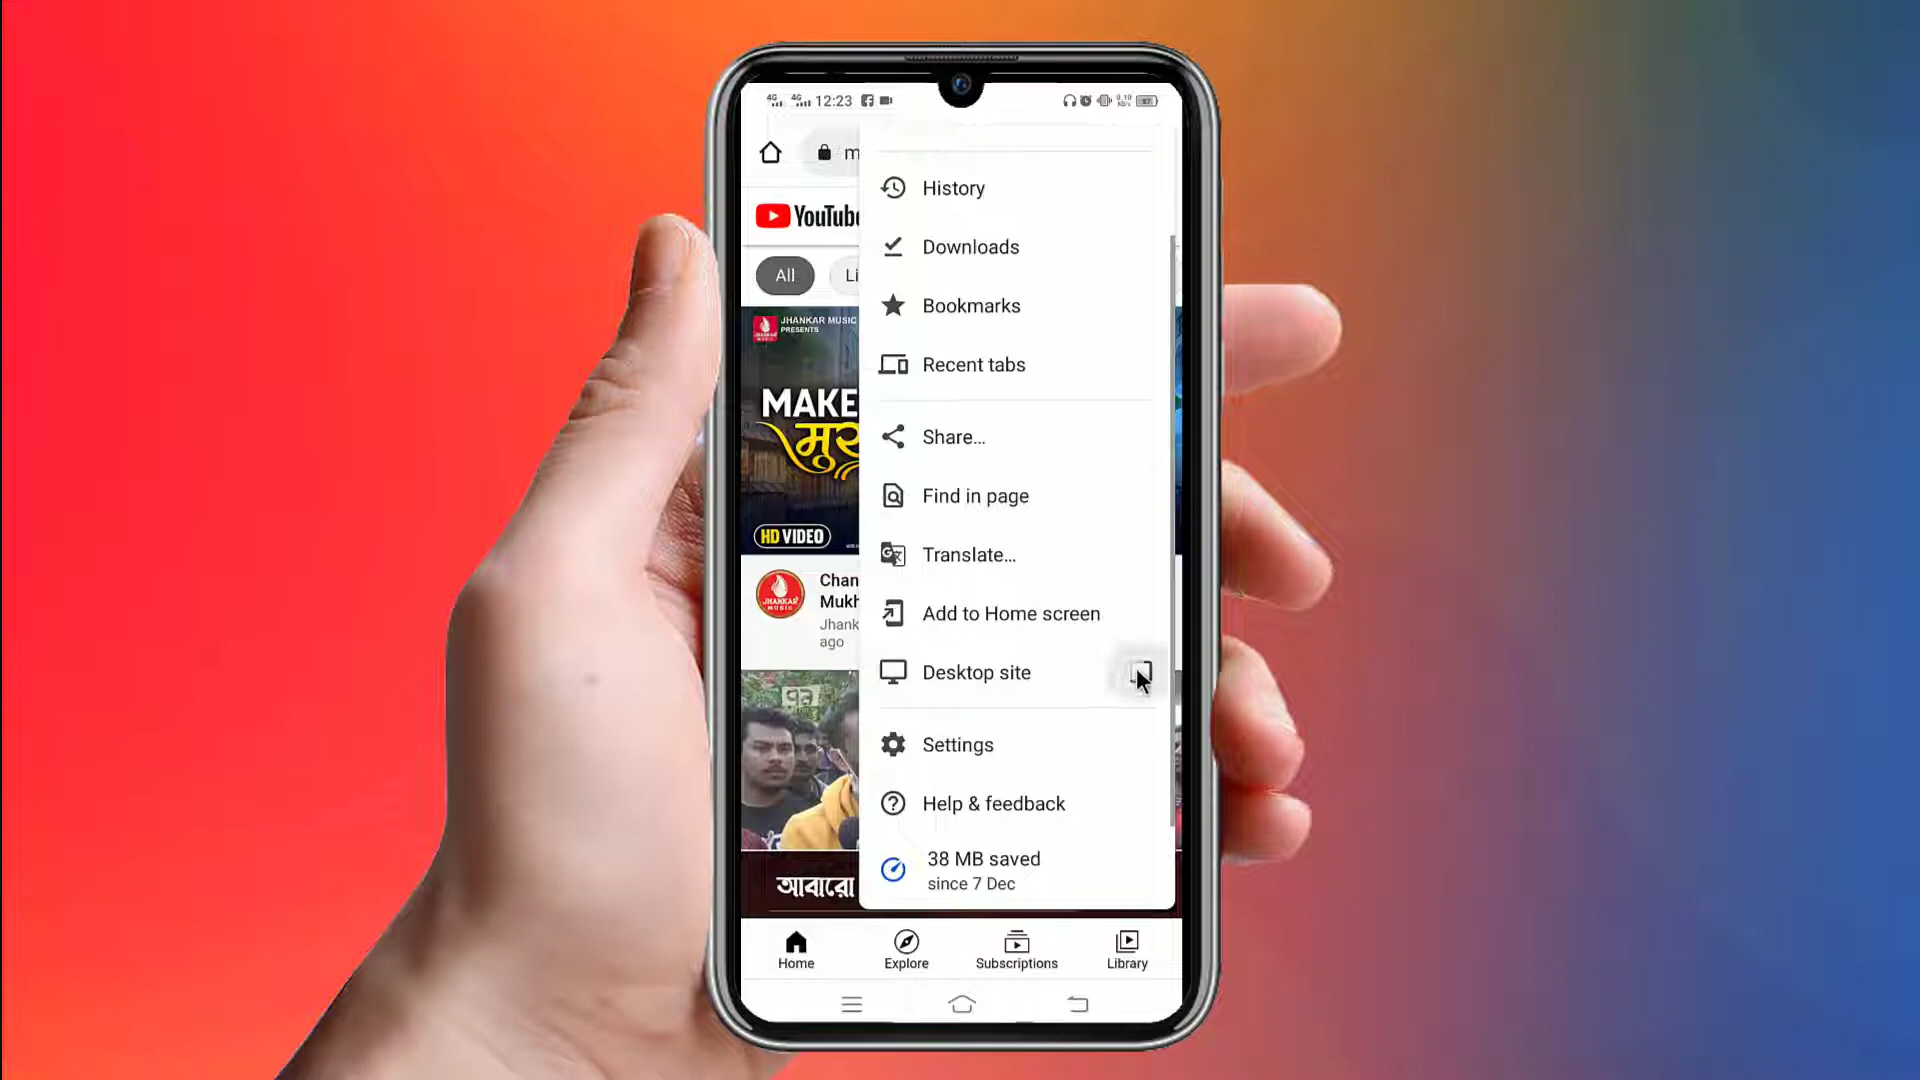 4G 4G 12:23
m
History
YouTube
Downloads
All
Li
Bookmarks
JHANKAR MUSIC
PRESENTS
Recent tabs
MAKE
Share...
Find in page
HD VIDEO
Translate...
Chan
Mukh
JHANKAR
MUSIC
Jhank
ago
Add to Home screen
Desktop site
Settings
Help & feedback
38 MB saved
since 7 Dec
আবারো
Home
Explore
Subscriptions
Library